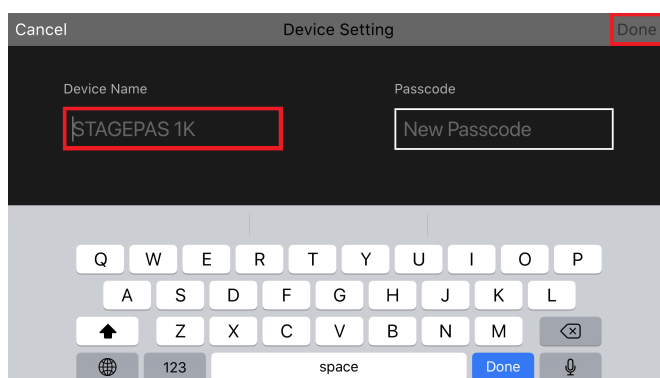 Cancel Device Setting Done
Device Name Passcode
STAGEPAS 1K New Passcode
Q W E R T Y U I O P
A S D F G H J K L
Z X C V B N M
123 space Done